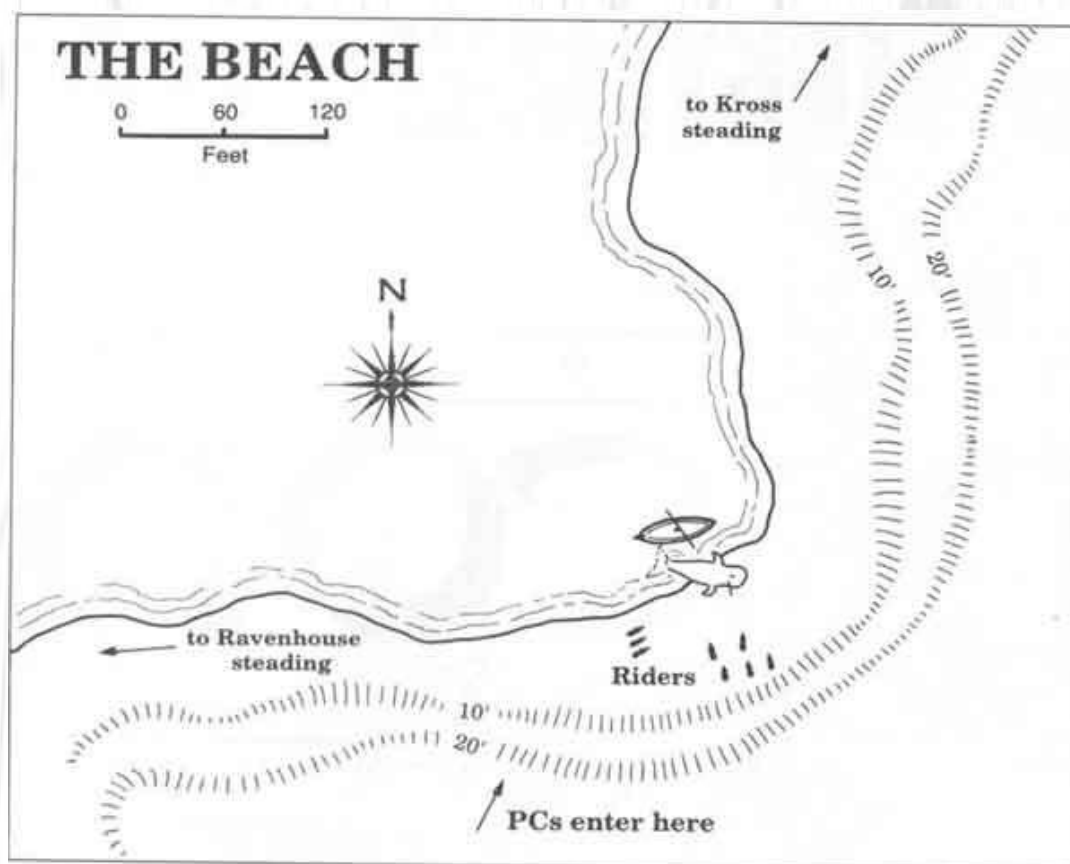 THE BEACH
0 60 120
Feet
to Kross
steading
N
10'
20'
to Ravenhouse
steading
Riders
10'
20'
PCs enter here